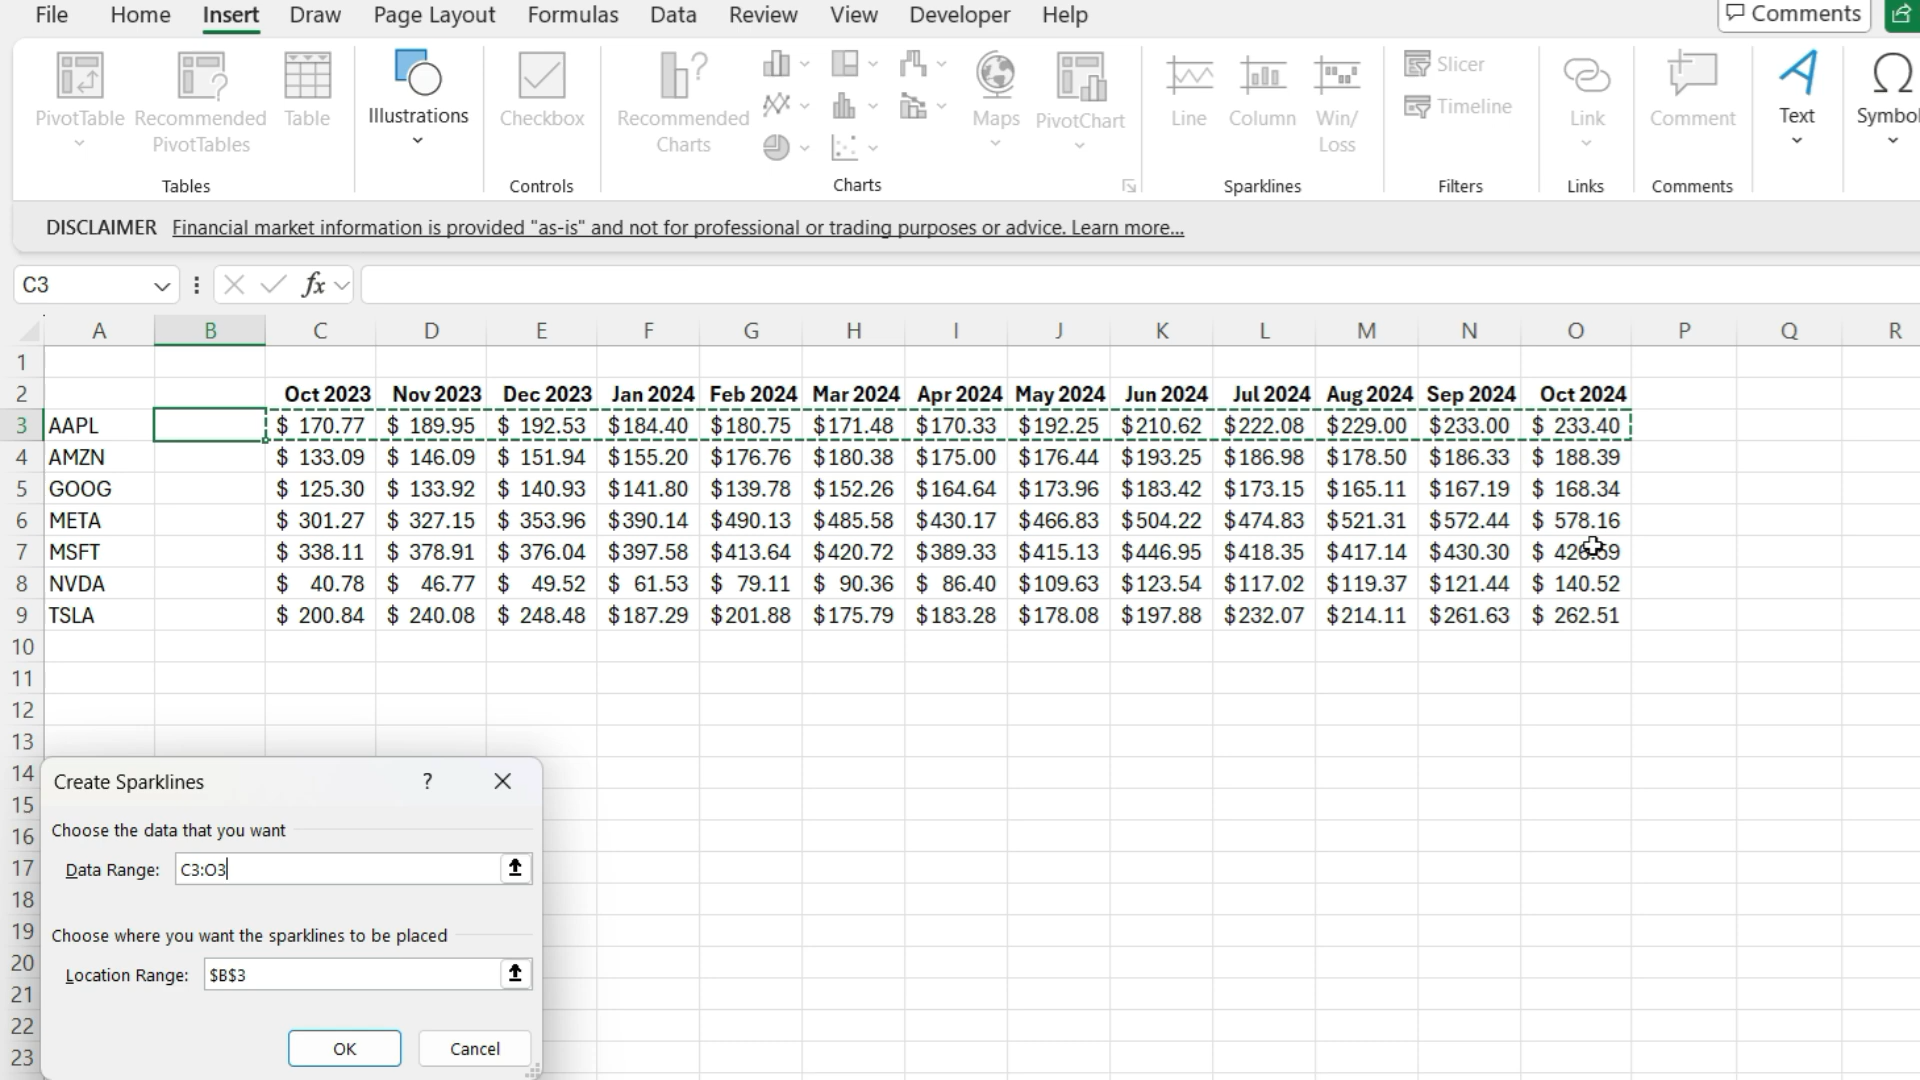 File Home Insert Draw Page Layout Formulas Data Review View Developer Help Comments
PivotTable
Recommended PivotTables
Table
Tables
Illustrations
Checkbox
Controls
Recommended Charts
Maps
PivotChart
Charts
Line
Column
Win/ Loss
Sparklines
Slicer
Timeline
Filters
Link
Links
Comment
Comments
Text
Symbol
DISCLAIMER Financial market information is provided "as-is" and not for professional or trading purposes or advice. Learn more...
C3 fx
A B C D E F G H I J K L M N O P Q R
1
2 Oct 2023 Nov 2023 Dec 2023 Jan 2024 Feb 2024 Mar 2024 Apr 2024 May 2024 Jun 2024 Jul 2024 Aug 2024 Sep 2024 Oct 2024
3 AAPL $ 170.77 $ 189.95 $ 192.53 $184.40 $180.75 $171.48 $170.33 $192.25 $210.62 $222.08 $229.00 $233.00 $ 233.40
4 AMZN $ 133.09 $ 146.09 $ 151.94 $155.20 $176.76 $180.38 $175.00 $176.44 $193.25 $186.98 $178.50 $186.33 $ 188.39
5 GOOG $ 125.30 $ 133.92 $ 140.93 $141.80 $139.78 $152.26 $164.64 $173.96 $183.42 $173.15 $165.11 $167.19 $ 168.34
6 META $ 301.27 $ 327.15 $ 353.96 $390.14 $490.13 $485.58 $430.17 $466.83 $504.22 $474.83 $521.31 $572.44 $ 578.16
7 MSFT $ 338.11 $ 378.91 $ 376.04 $397.58 $413.64 $420.72 $389.33 $415.13 $446.95 $418.35 $417.14 $430.30 $
8 NVDA $ 40.78 $ 46.77 $ 49.52 $ 61.53 $ 79.11 $ 90.36 $ 86.40 $109.63 $123.54 $117.02 $119.37 $121.44 $ 140.52
9 TSLA $ 200.84 $ 240.08 $ 248.48 $187.29 $201.88 $175.79 $183.28 $178.08 $197.88 $232.07 $214.11 $261.63 $ 262.51
10
11
12
13
14
15
16
17
18
19
20
21
22
23
Create Sparklines ?
Choose the data that you want
Data Range: C3:O3
Choose where you want the sparklines to be placed
Location Range: $B$3
OK Cancel